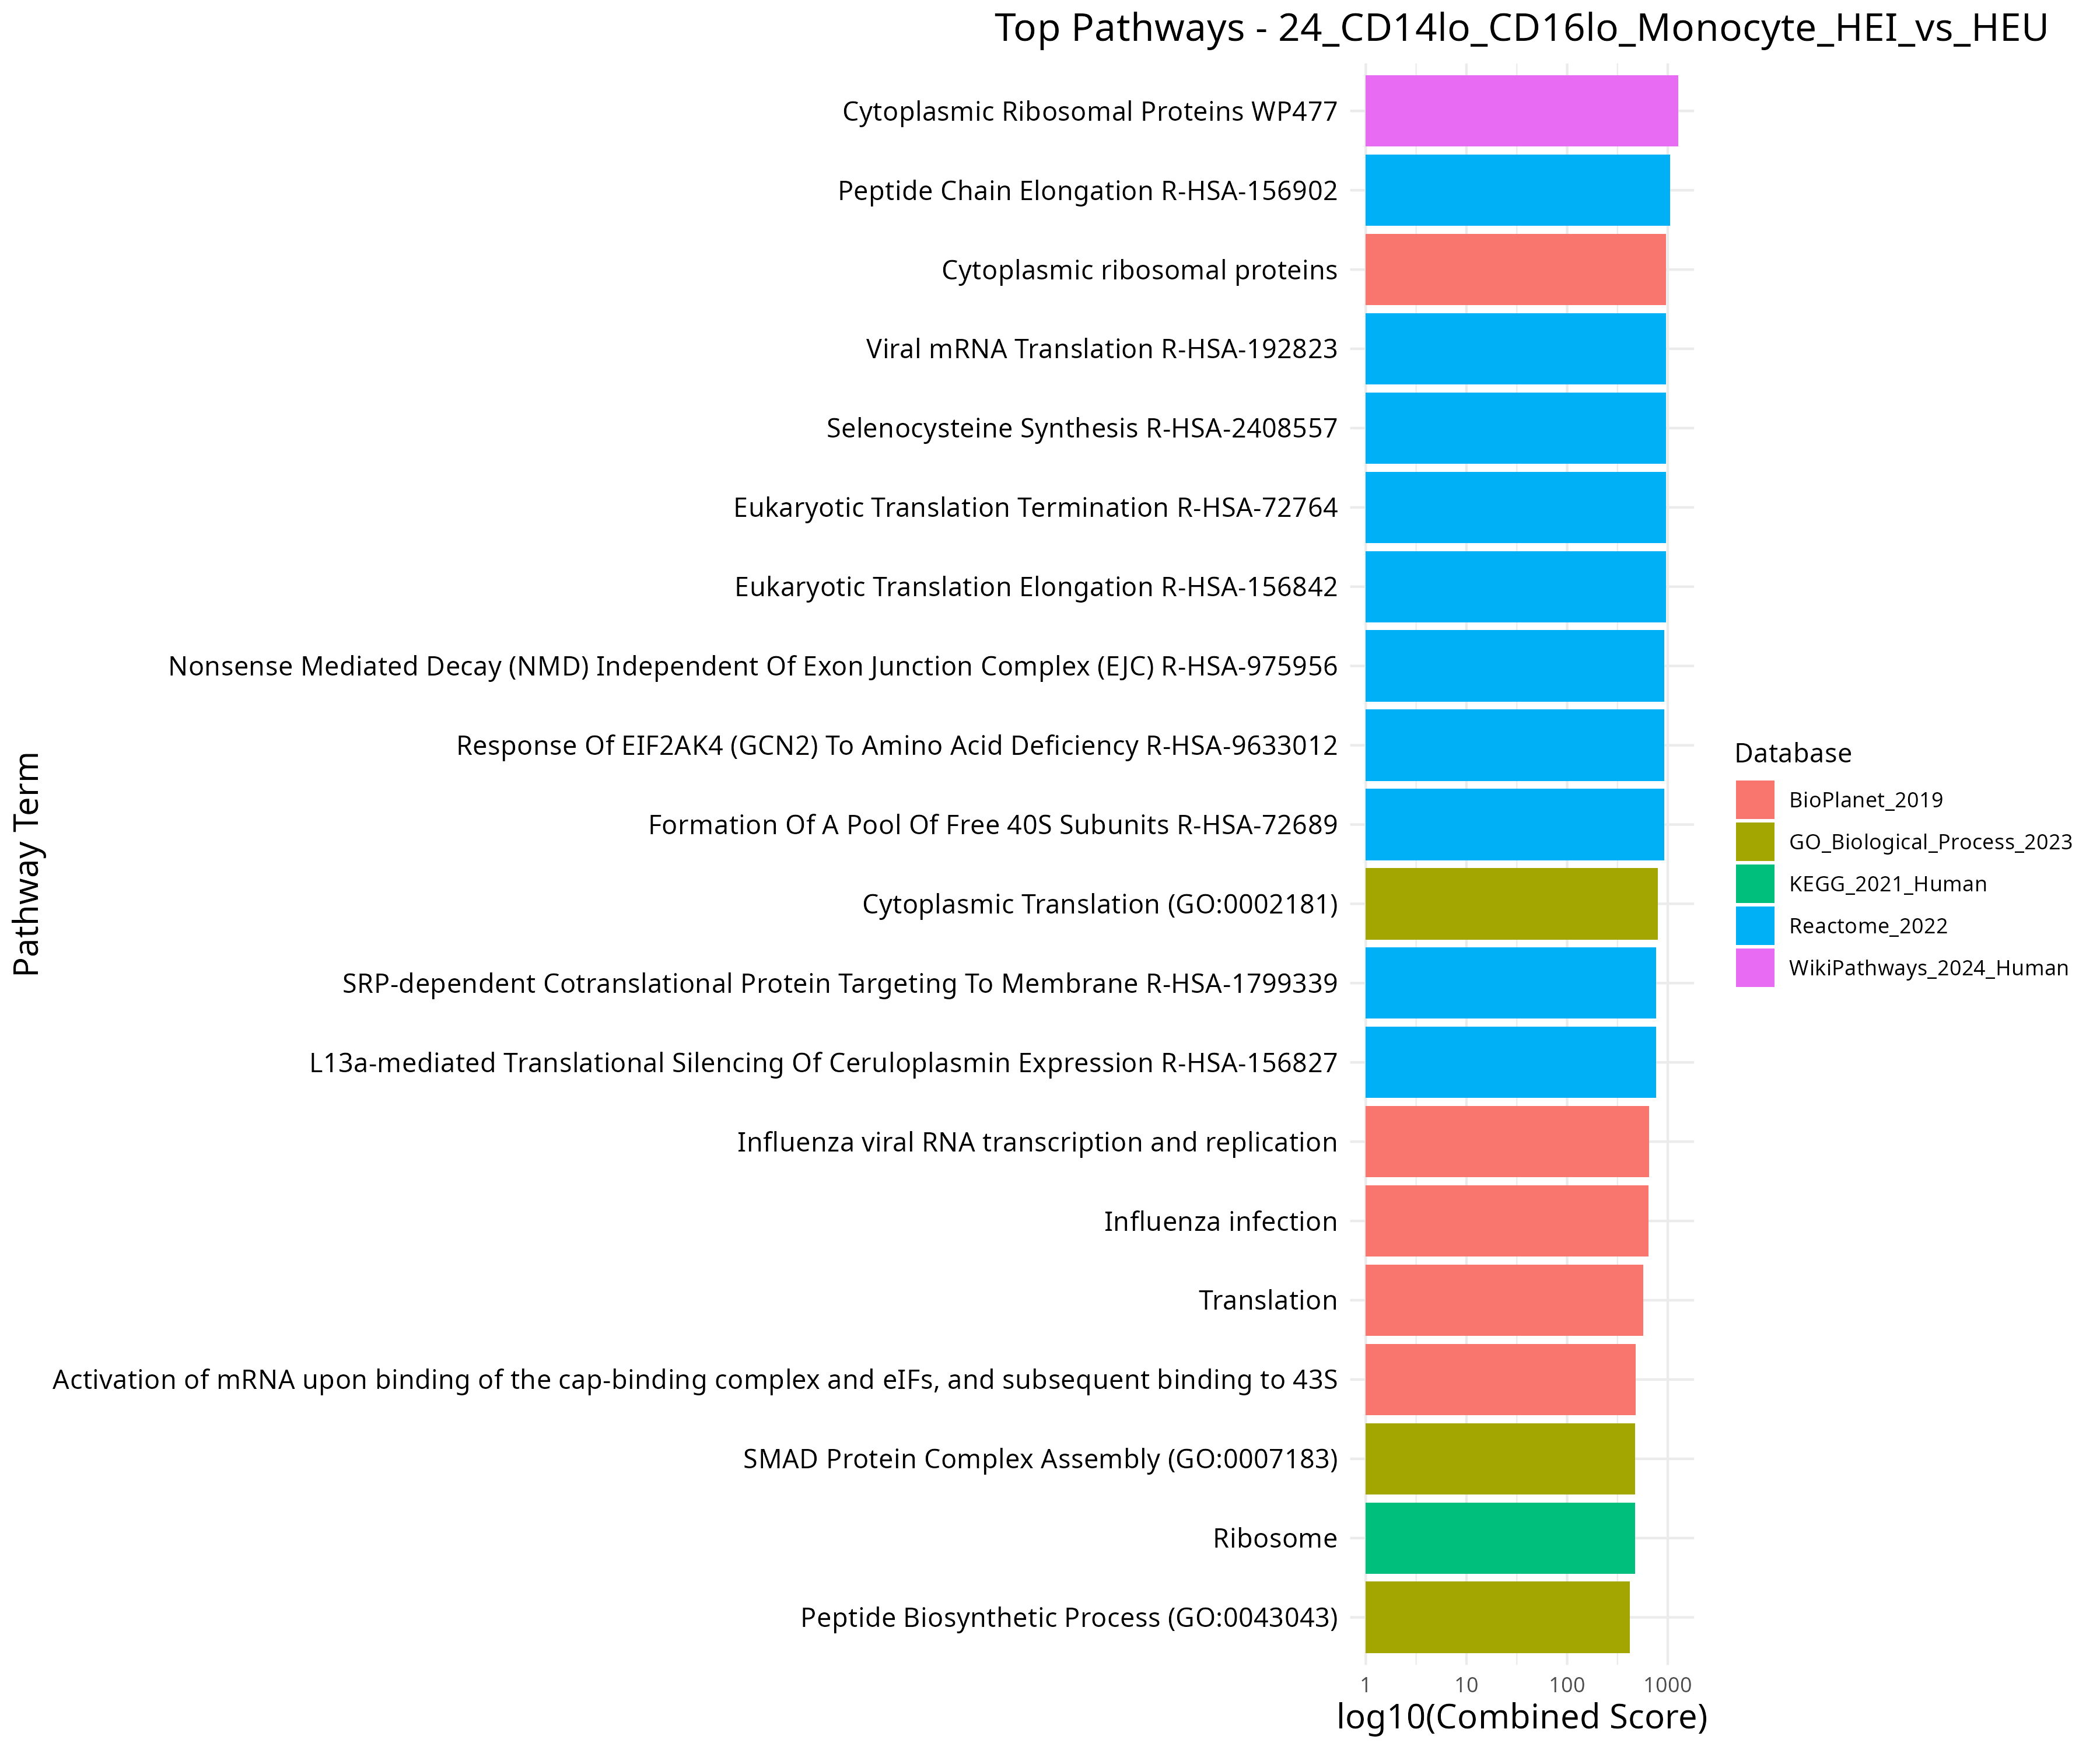 Top Pathways - 24_CD14lo_CD16lo_Monocyte_HEI_vs_HEU
Pathway Term
Cytoplasmic Ribosomal Proteins WP477
Peptide Chain Elongation R-HSA-156902
Cytoplasmic ribosomal proteins
Viral mRNA Translation R-HSA-192823
Selenocysteine Synthesis R-HSA-2408557
Eukaryotic Translation Termination R-HSA-72764
Eukaryotic Translation Elongation R-HSA-156842
Nonsense Mediated Decay (NMD) Independent Of Exon Junction Complex (EJC) R-HSA-975956
Response Of EIF2AK4 (GCN2) To Amino Acid Deficiency R-HSA-9633012
Formation Of A Pool Of Free 40S Subunits R-HSA-72689
Cytoplasmic Translation (GO:0002181)
SRP-dependent Cotranslational Protein Targeting To Membrane R-HSA-1799339
L13a-mediated Translational Silencing Of Ceruloplasmin Expression R-HSA-156827
Influenza viral RNA transcription and replication
Influenza infection
Translation
Activation of mRNA upon binding of the cap-binding complex and eIFs, and subsequent binding to 43S
SMAD Protein Complex Assembly (GO:0007183)
Ribosome
Peptide Biosynthetic Process (GO:0043043)
1 10 100 1000
log10(Combined Score)
Database
BioPlanet_2019
GO_Biological_Process_2023
KEGG_2021_Human
Reactome_2022
WikiPathways_2024_Human